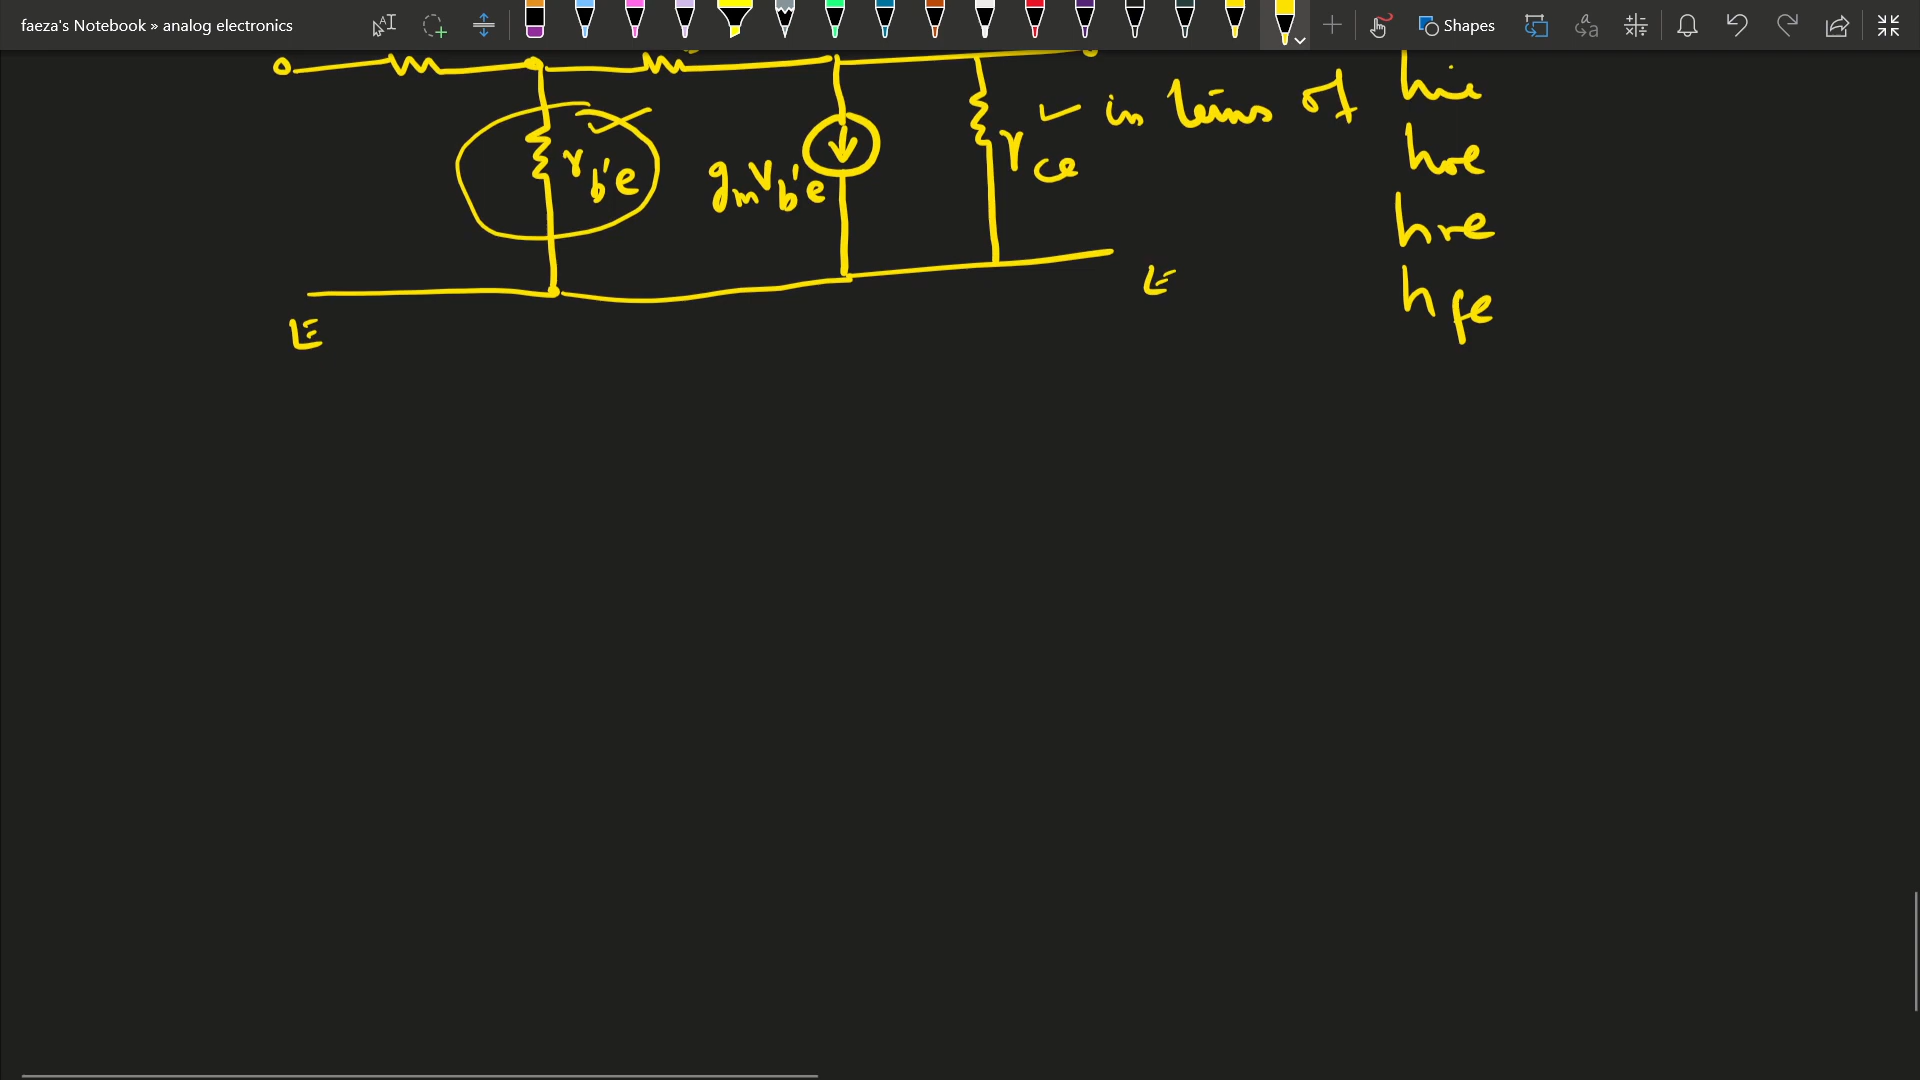 faeza's Notebook » analog electronics
Shapes
r b'e
gm v b'e
r ce
in terms of
hie
hoe
hre
hfe
E
E